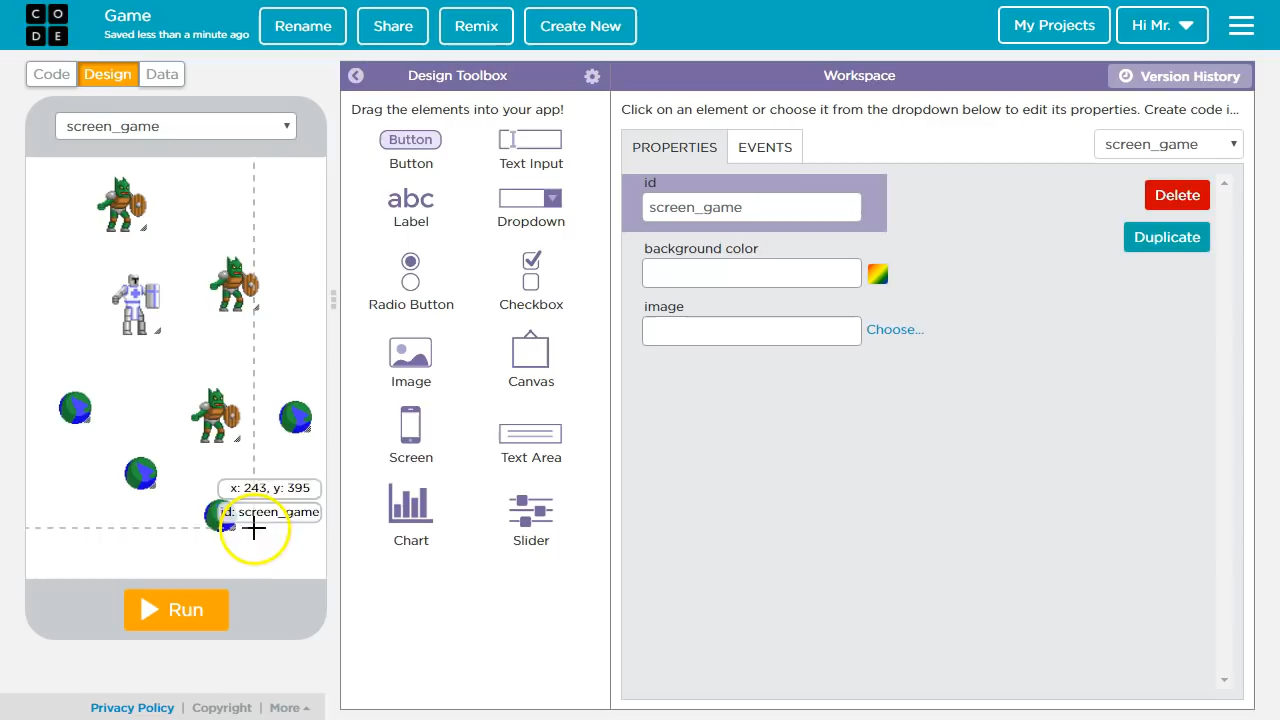 CO
DE
Game
Saved less than a minute ago
Rename
Share
Remix
Create New
My Projects
Hi Mr.
Code
Design
Data
Design Toolbox
Workspace
Version History
screen_game
Drag the elements into your app!
Click on an element or choose it from the dropdown below to edit its properties. Create code i...
Button
Button
Text Input
PROPERTIES
EVENTS
screen_game
abc
Label
Dropdown
id
screen_game
Delete
Duplicate
background color
Radio Button
Checkbox
image
Choose...
Image
Canvas
Screen
Text Area
Chart
Slider
x: 243, y: 395
id: screen_game
Run
Privacy Policy | Copyright | More